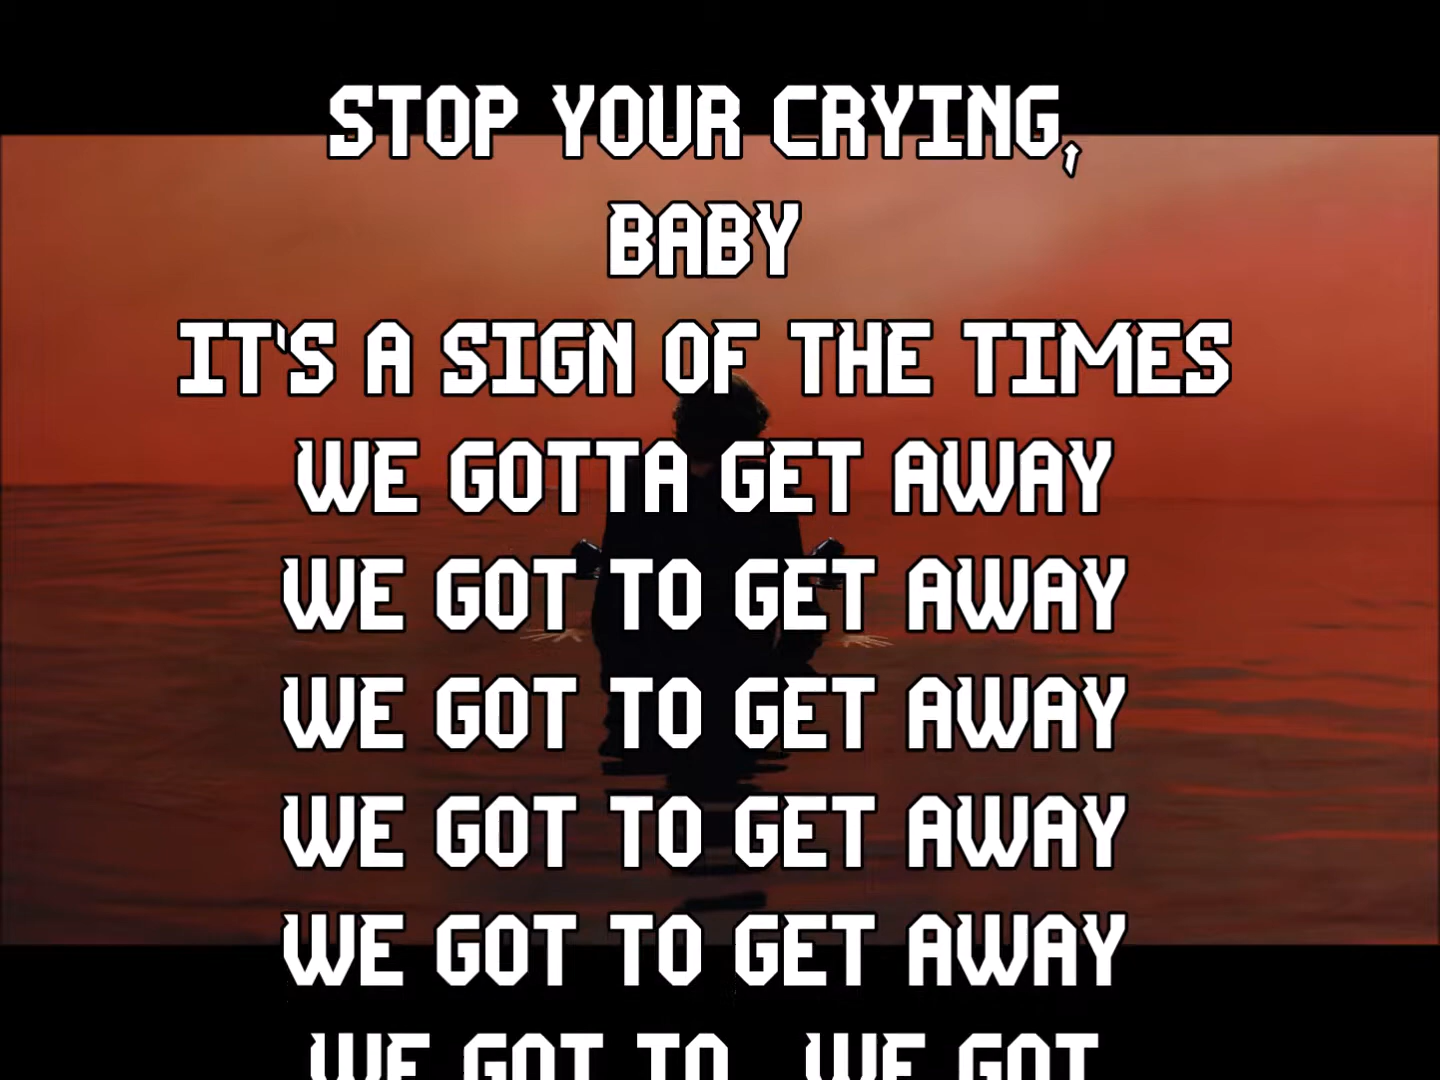 STOP YOUR CRYING,
BABY
IT'S A SIGN OF THE TIMES
WE GOTTA GET AWAY
WE GOT TO GET AWAY
WE GOT TO GET AWAY
WE GOT TO GET AWAY
WE GOT TO GET AWAY
WE GOT TO WE GOT